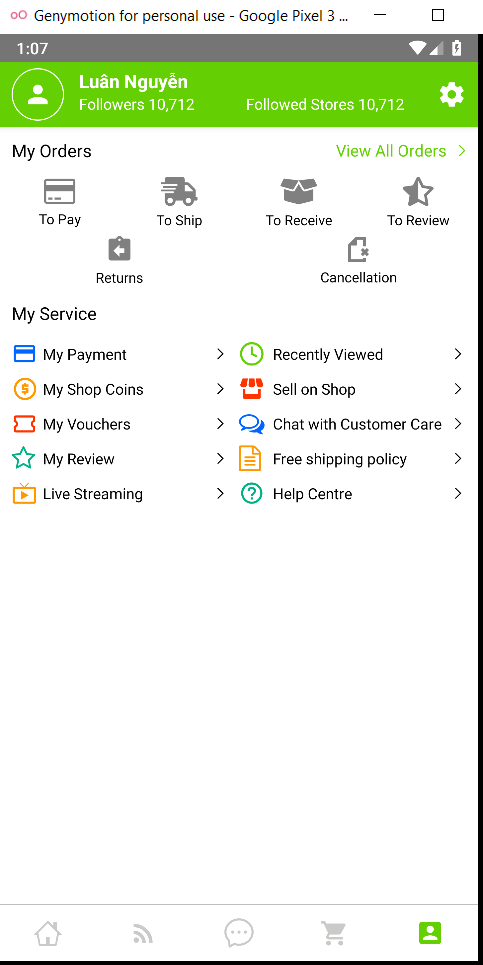 Genymotion for personal use - Google Pixel 3 ...
1:07
Luân Nguyễn
Followers 10,712 Followed Stores 10,712
My Orders View All Orders
To Pay To Ship To Receive To Review
Returns Cancellation
My Service
My Payment Recently Viewed
My Shop Coins Sell on Shop
My Vouchers Chat with Customer Care
My Review Free shipping policy
Live Streaming Help Centre